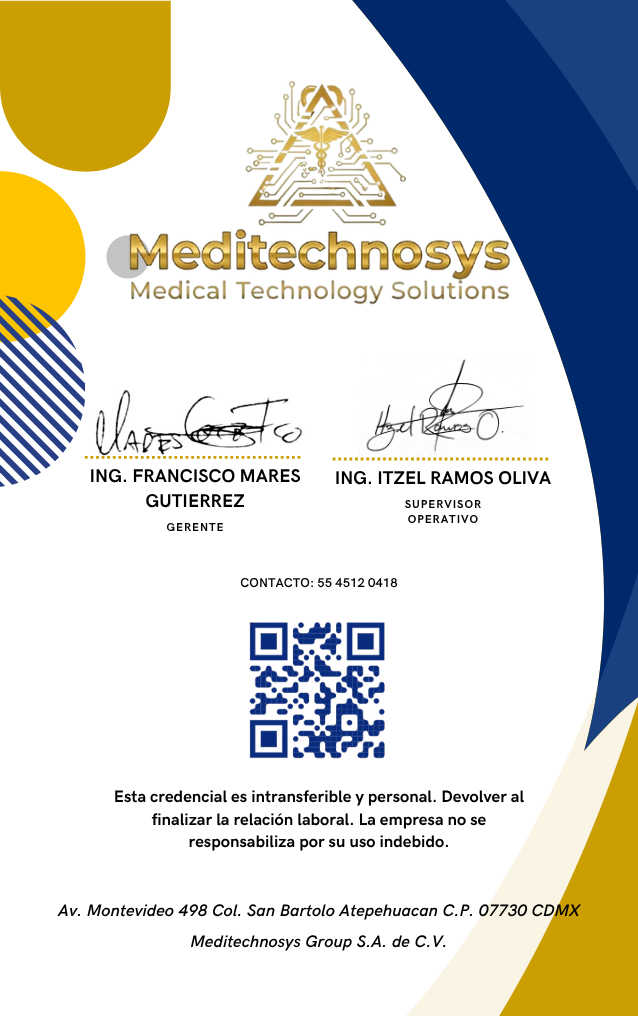 Meditechnosys
Medical Technology Solutions
ING. FRANCISCO MARES
GUTIERREZ
GERENTE
Itzel Ramos O.
ING. ITZEL RAMOS OLIVA
SUPERVISOR
OPERATIVO
CONTACTO: 55 4512 0418
Esta credencial es intransferible y personal. Devolver al
finalizar la relación laboral. La empresa no se
responsabiliza por su uso indebido.
Av. Montevideo 498 Col. San Bartolo Atepehuacan C.P. 07730 CDMX
Meditechnosys Group S.A. de C.V.